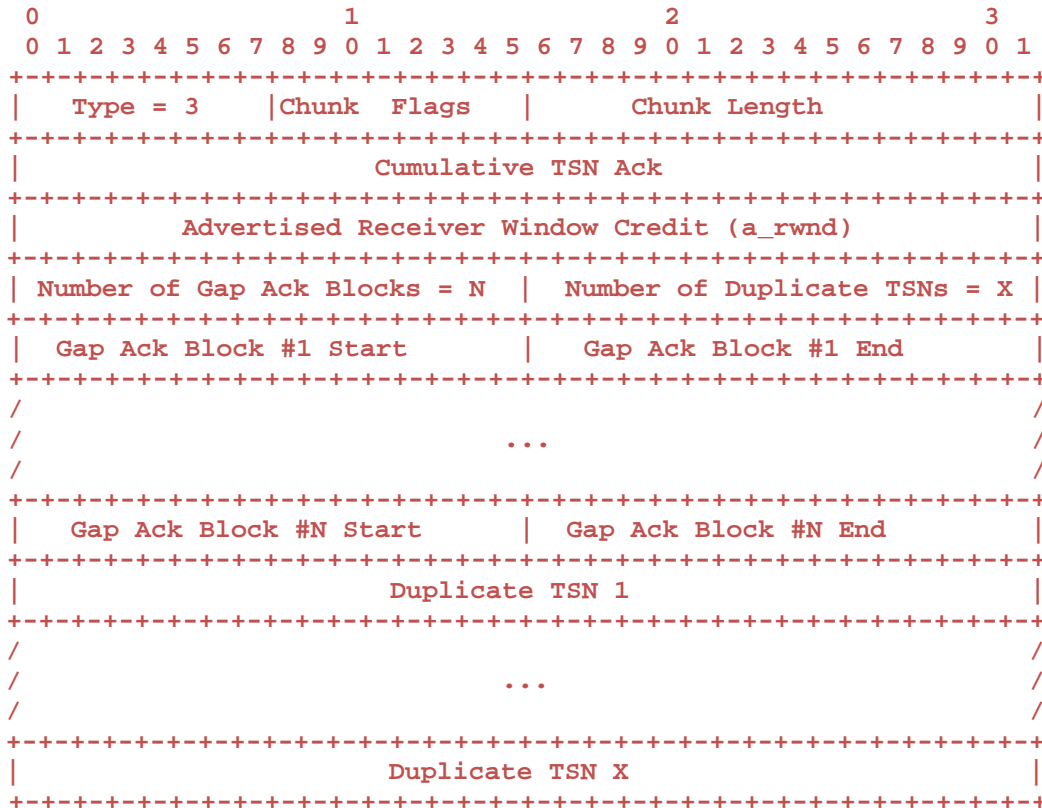 0                   1                   2                   3
 0 1 2 3 4 5 6 7 8 9 0 1 2 3 4 5 6 7 8 9 0 1 2 3 4 5 6 7 8 9 0 1
+-+-+-+-+-+-+-+-+-+-+-+-+-+-+-+-+-+-+-+-+-+-+-+-+-+-+-+-+-+-+-+-+
|   Type = 3    |Chunk  Flags   |      Chunk Length             |
+-+-+-+-+-+-+-+-+-+-+-+-+-+-+-+-+-+-+-+-+-+-+-+-+-+-+-+-+-+-+-+-+
|                      Cumulative TSN Ack                       |
+-+-+-+-+-+-+-+-+-+-+-+-+-+-+-+-+-+-+-+-+-+-+-+-+-+-+-+-+-+-+-+-+
|          Advertised Receiver Window Credit (a_rwnd)           |
+-+-+-+-+-+-+-+-+-+-+-+-+-+-+-+-+-+-+-+-+-+-+-+-+-+-+-+-+-+-+-+-+
| Number of Gap Ack Blocks = N  |  Number of Duplicate TSNs = X |
+-+-+-+-+-+-+-+-+-+-+-+-+-+-+-+-+-+-+-+-+-+-+-+-+-+-+-+-+-+-+-+-+
|  Gap Ack Block #1 Start       |   Gap Ack Block #1 End        |
+-+-+-+-+-+-+-+-+-+-+-+-+-+-+-+-+-+-+-+-+-+-+-+-+-+-+-+-+-+-+-+-+
/                                                               /
/                              ...                              /
/                                                               /
+-+-+-+-+-+-+-+-+-+-+-+-+-+-+-+-+-+-+-+-+-+-+-+-+-+-+-+-+-+-+-+-+
|   Gap Ack Block #N Start      |  Gap Ack Block #N End         |
+-+-+-+-+-+-+-+-+-+-+-+-+-+-+-+-+-+-+-+-+-+-+-+-+-+-+-+-+-+-+-+-+
|                       Duplicate TSN 1                         |
+-+-+-+-+-+-+-+-+-+-+-+-+-+-+-+-+-+-+-+-+-+-+-+-+-+-+-+-+-+-+-+-+
/                                                               /
/                              ...                              /
/                                                               /
+-+-+-+-+-+-+-+-+-+-+-+-+-+-+-+-+-+-+-+-+-+-+-+-+-+-+-+-+-+-+-+-+
|                       Duplicate TSN X                         |
+-+-+-+-+-+-+-+-+-+-+-+-+-+-+-+-+-+-+-+-+-+-+-+-+-+-+-+-+-+-+-+-+